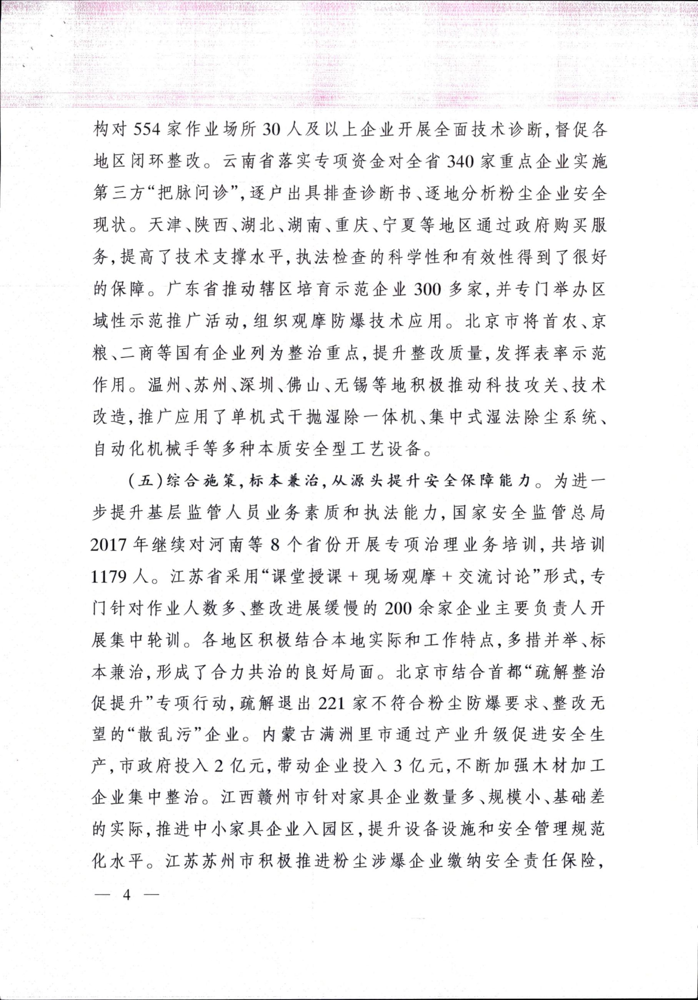 构对 554 家作业场所 30 人及以上企业开展全面技术诊断,督促各
地区闭环整改。云南省落实专项资金对全省 340 家重点企业实施
第三方“把脉问诊”,逐户出具排查诊断书、逐地分析粉尘企业安全
现状。天津、陕西、湖北、湖南、重庆、宁夏等地区通过政府购买服
务,提高了技术支撑水平,执法检查的科学性和有效性得到了很好
的保障。广东省推动辖区培育示范企业 300 多家,并专门举办区
域性示范推广活动,组织观摩防爆技术应用。北京市将首农、京
粮、二商等国有企业列为整治重点,提升整改质量,发挥表率示范
作用。温州、苏州、深圳、佛山、无锡等地积极推动科技攻关、技术
改造,推广应用了单机式干抛湿除一体机、集中式湿法除尘系统、
自动化机械手等多种本质安全型工艺设备。
(五)综合施策,标本兼治,从源头提升安全保障能力。为进一
步提升基层监管人员业务素质和执法能力,国家安全监管总局
2017 年继续对河南等 8 个省份开展专项治理业务培训,共培训
1179 人。江苏省采用“课堂授课 + 现场观摩 + 交流讨论”形式,专
门针对作业人数多、整改进展缓慢的 200 余家企业主要负责人开
展集中轮训。各地区积极结合本地实际和工作特点,多措并举、标
本兼治,形成了合力共治的良好局面。北京市结合首都“疏解整治
促提升”专项行动,疏解退出 221 家不符合粉尘防爆要求、整改无
望的“散乱污”企业。内蒙古满洲里市通过产业升级促进安全生
产,市政府投入 2 亿元,带动企业投入 3 亿元,不断加强木材加工
企业集中整治。江西赣州市针对家具企业数量多、规模小、基础差
的实际,推进中小家具企业入园区,提升设备设施和安全管理规范
化水平。江苏苏州市积极推进粉尘涉爆企业缴纳安全责任保险,
— 4 —